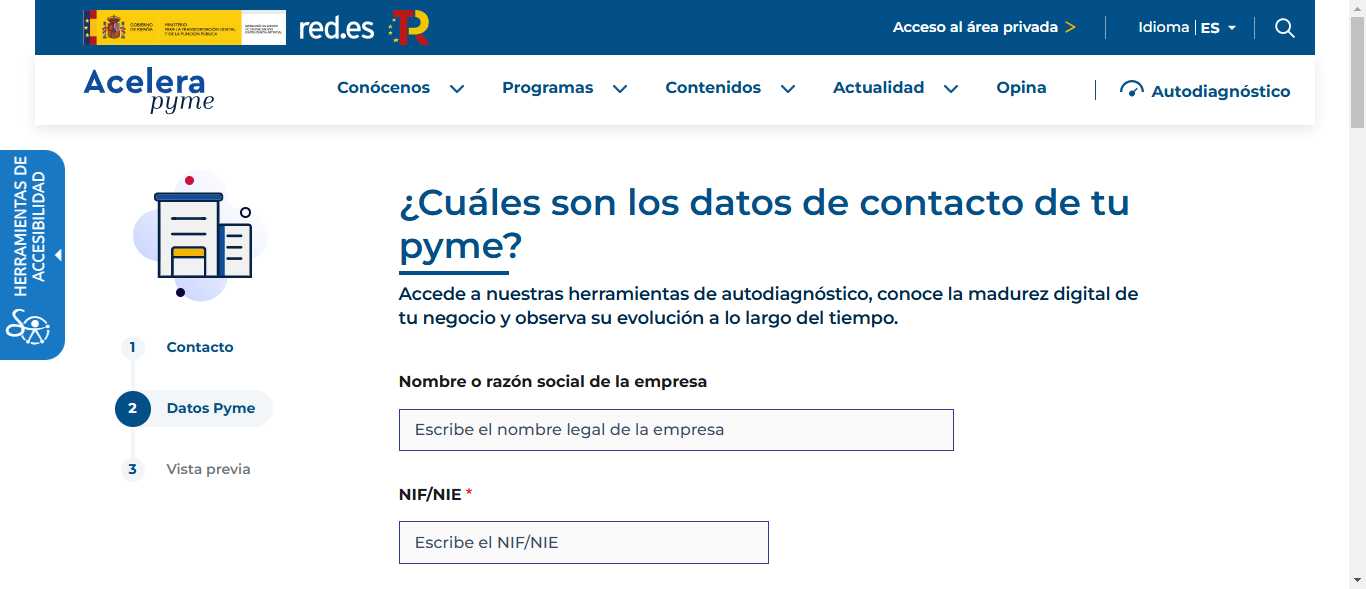 GOBIERNO
DE ESPAÑA
MINISTERIO
PARA LA TRANSFORMACIÓN DIGITAL
Y DE LA FUNCIÓN PÚBLICA
red.es
Acceso al área privada >
Idioma | ES
Acelera
pyme
Conócenos
Programas
Contenidos
Actualidad
Opina
Autodiagnóstico
HERRAMIENTAS DE
ACCESIBILIDAD
1 Contacto
2 Datos Pyme
3 Vista previa
¿Cuáles son los datos de contacto de tu
pyme?
Accede a nuestras herramientas de autodiagnóstico, conoce la madurez digital de
tu negocio y observa su evolución a lo largo del tiempo.
Nombre o razón social de la empresa
Escribe el nombre legal de la empresa
NIF/NIE *
Escribe el NIF/NIE